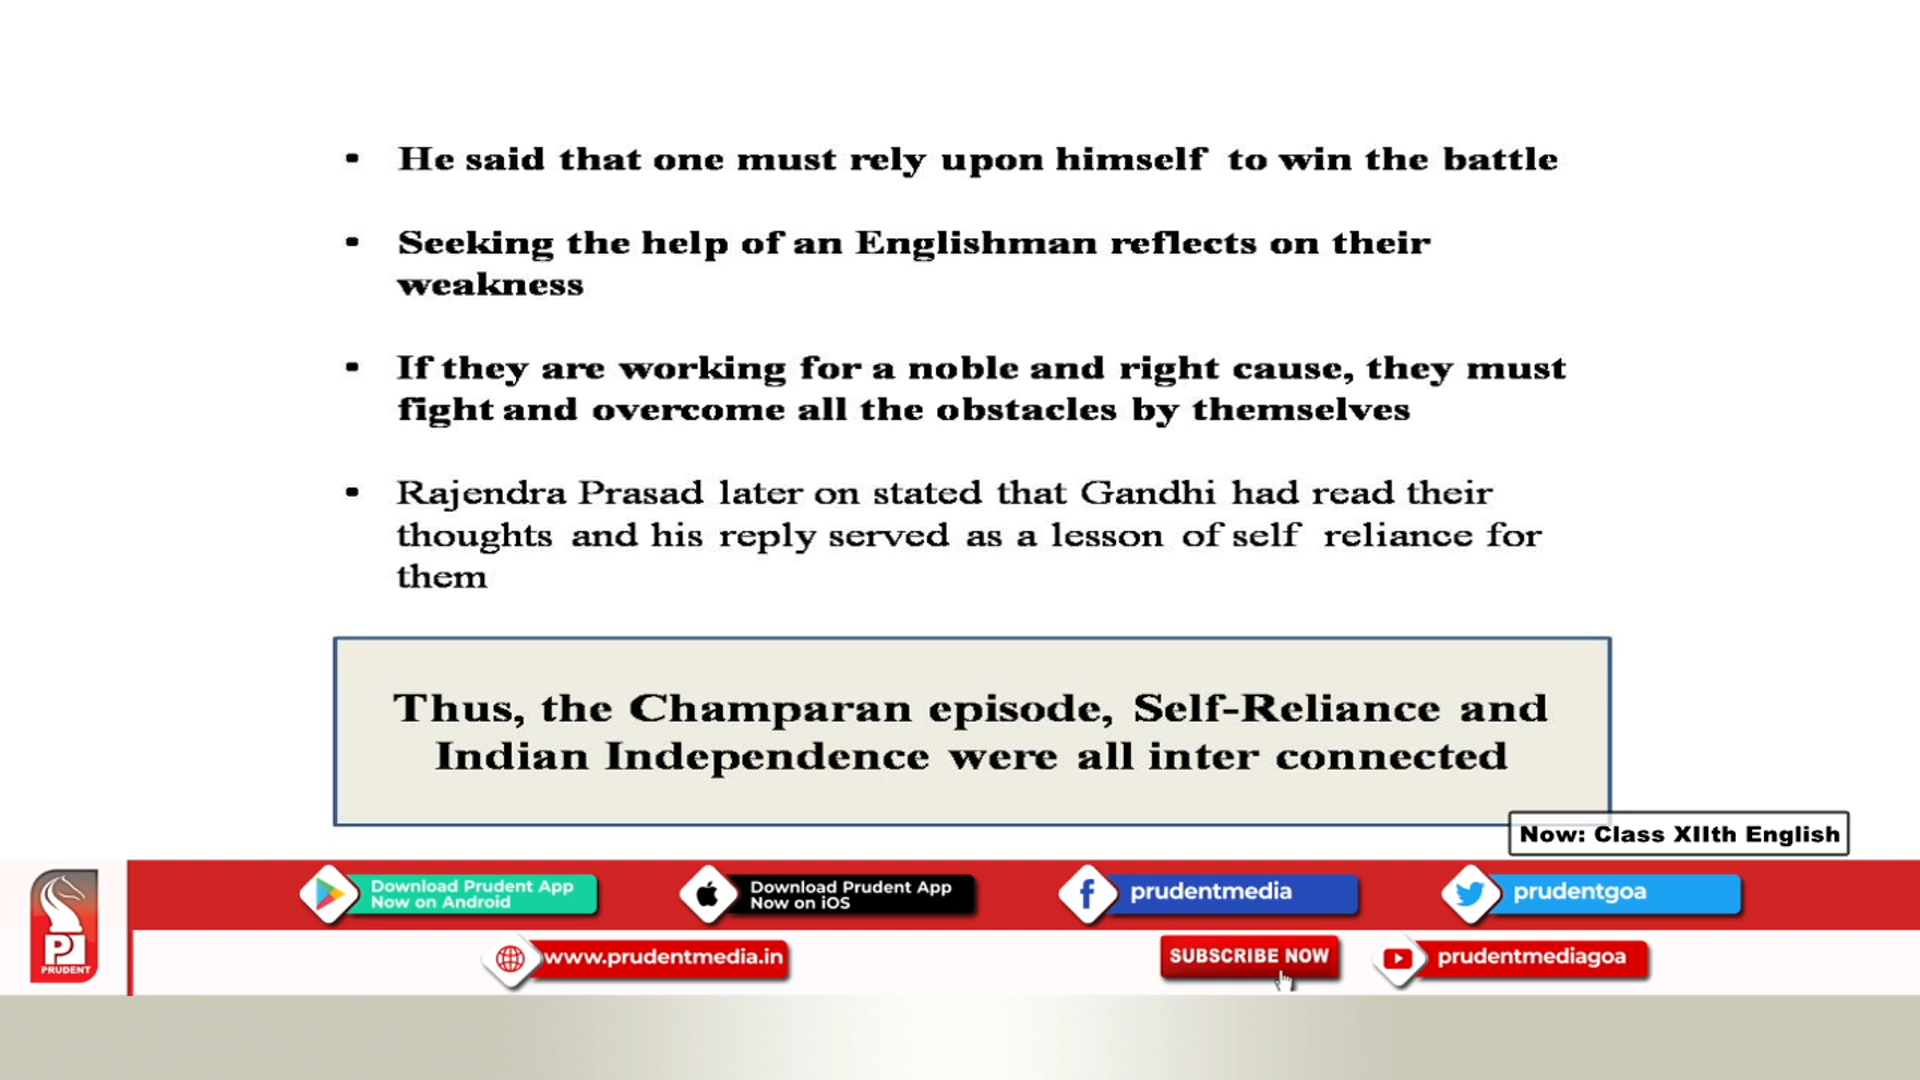 • He said that one must rely upon himself to win the battle
• Seeking the help of an Englishman reflects on their
weakness
• If they are working for a noble and right cause, they must
fight and overcome all the obstacles by themselves
• Rajendra Prasad later on stated that Gandhi had read their
thoughts and his reply served as a lesson of self reliance for
them
Thus, the Champaran episode, Self-Reliance and
Indian Independence were all inter connected
Now: Class XIIth English
Download Prudent App
Now on Android
Download Prudent App
Now on iOS
prudentmedia
prudentgoa
PRUDENT
www.prudentmedia.in
SUBSCRIBE NOW
prudentmediagoa